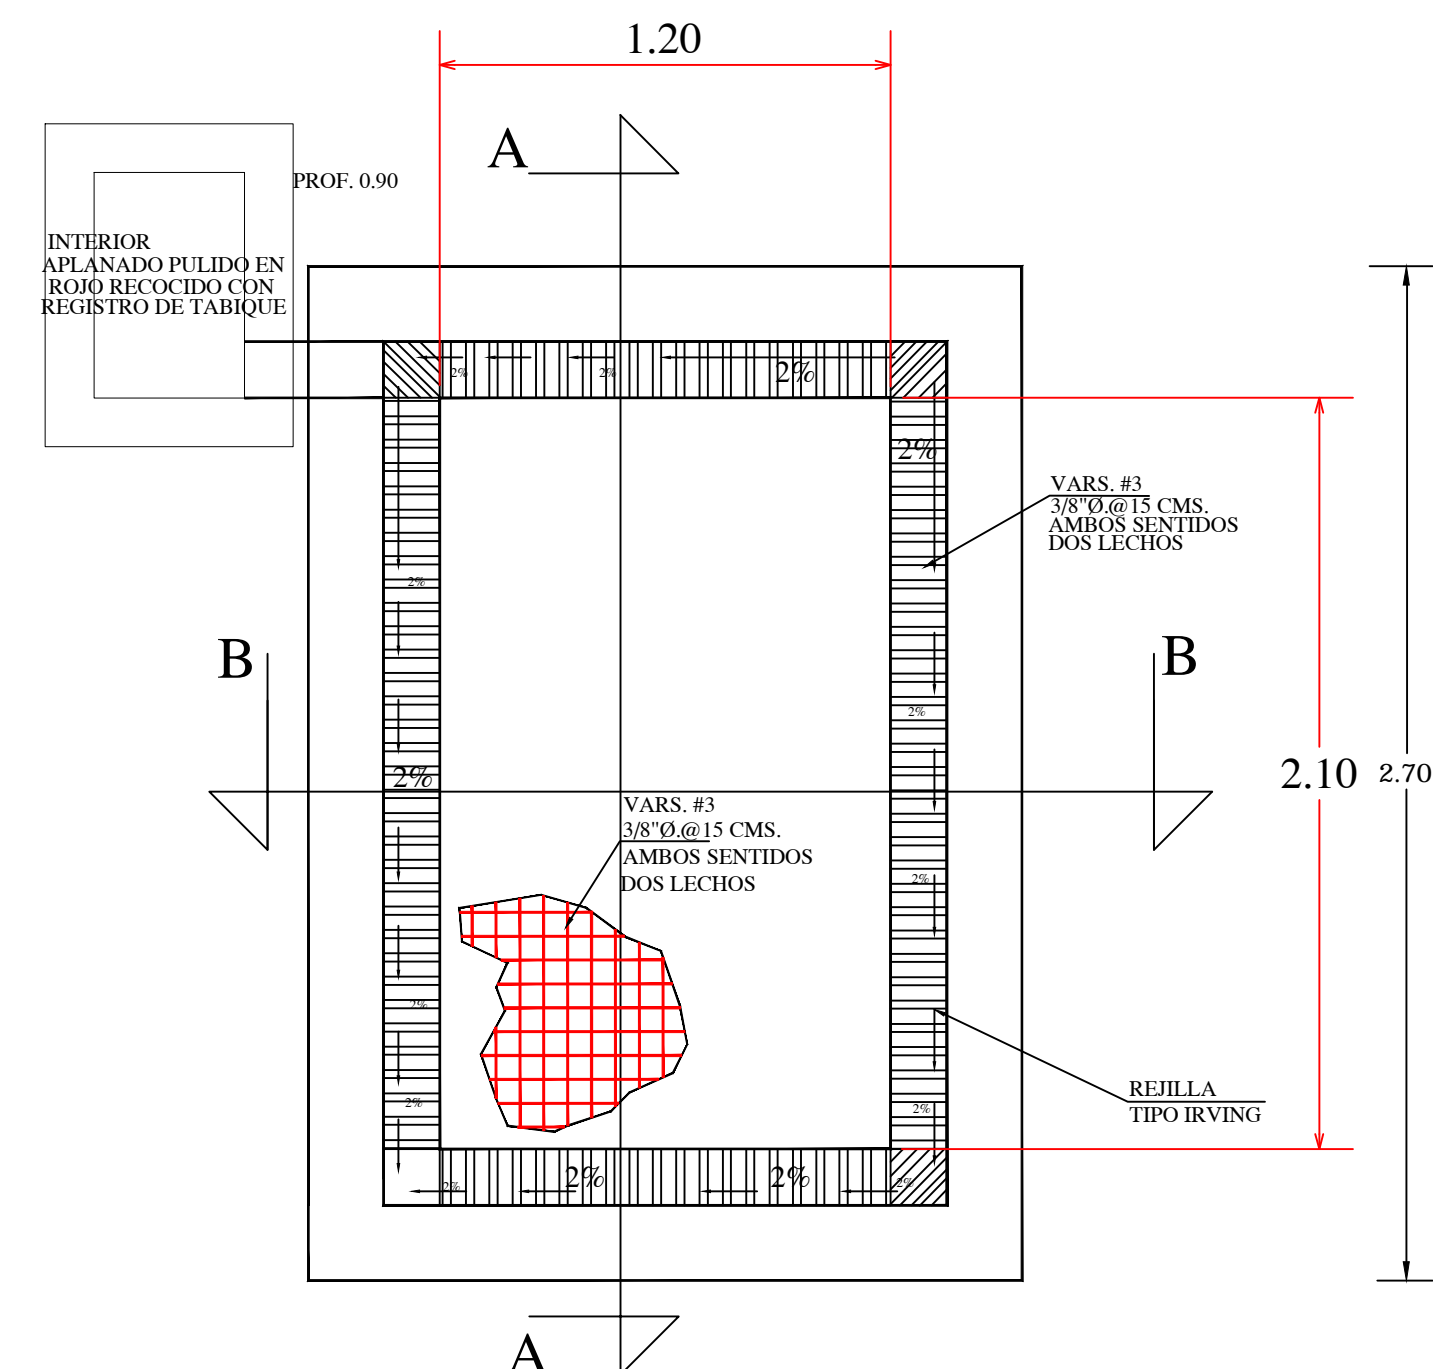 1.20
A
PROF. 0.90
INTERIOR
APLANADO PULIDO EN
ROJO RECOCIDO CON
REGISTRO DE TABIQUE
2%
2%
2%
2%
VARS. #3
3/8"Ø.@15 CMS.
AMBOS SENTIDOS
DOS LECHOS
2%
B
B
2%
2%
2.10
2.70
VARS. #3
3/8"Ø.@15 CMS.
AMBOS SENTIDOS
DOS LECHOS
2%
2%
REJILLA
TIPO IRVING
2%
2%
2%
2%
2%
2%
A